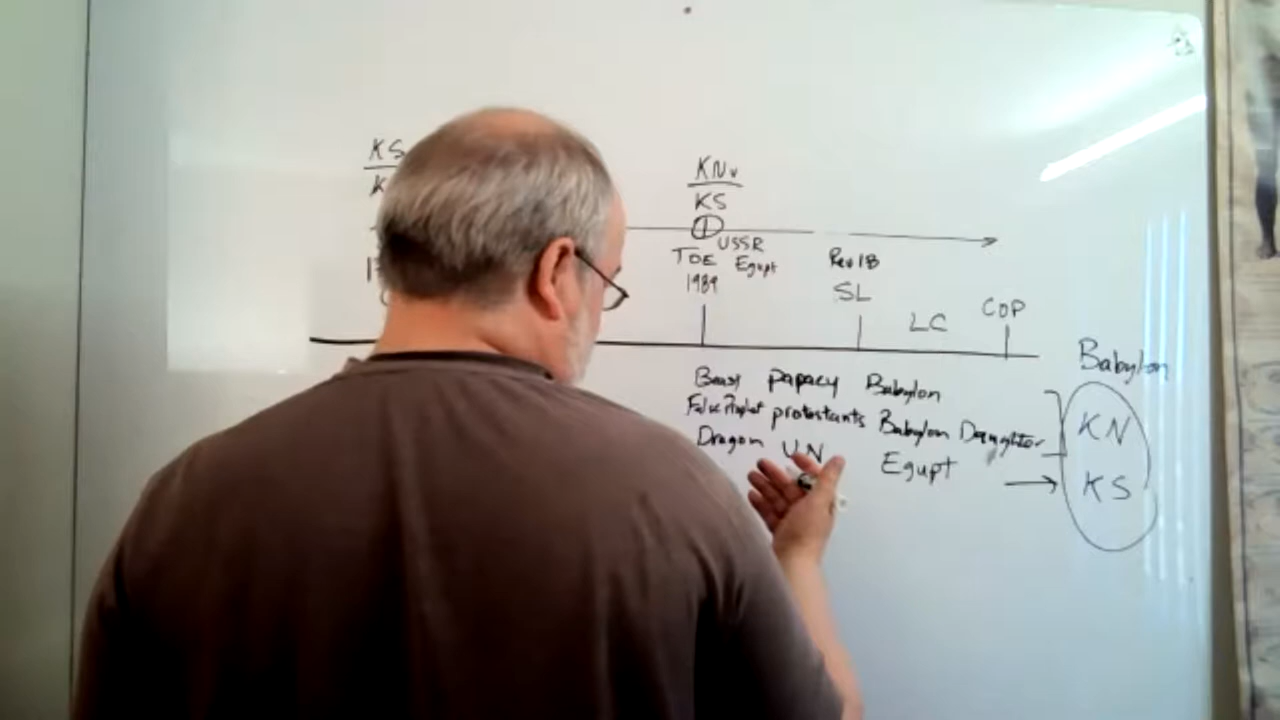 KS
K
17
KNv
KS
USSR
TOE Egypt
1989
Rev 18
SL
LC
COP
Babylon
Beast papacy Babylon
False Prophet protestants Babylon Daughter
Dragon UN Egypt
KN
KS